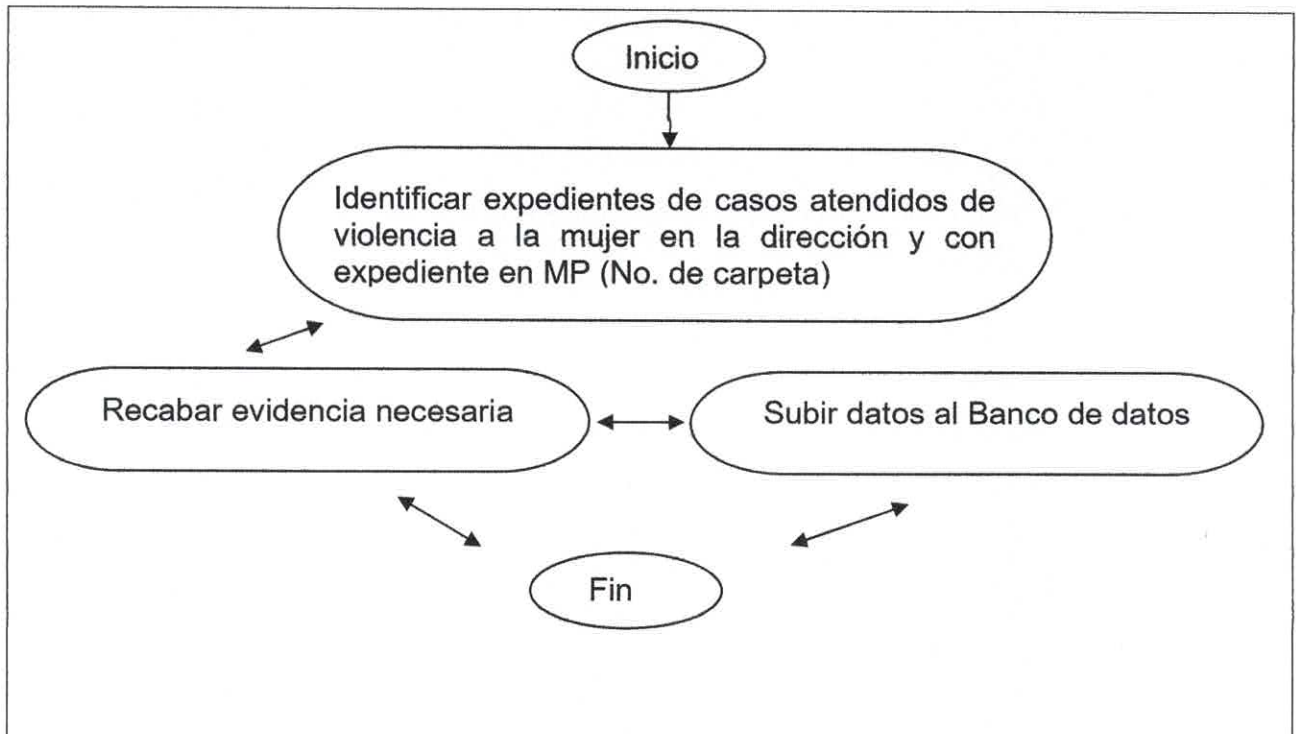 Inicio
Identificar expedientes de casos atendidos de
violencia a la mujer en la dirección y con
expediente en MP (No. de carpeta)
Recabar evidencia necesaria
Subir datos al Banco de datos
Fin